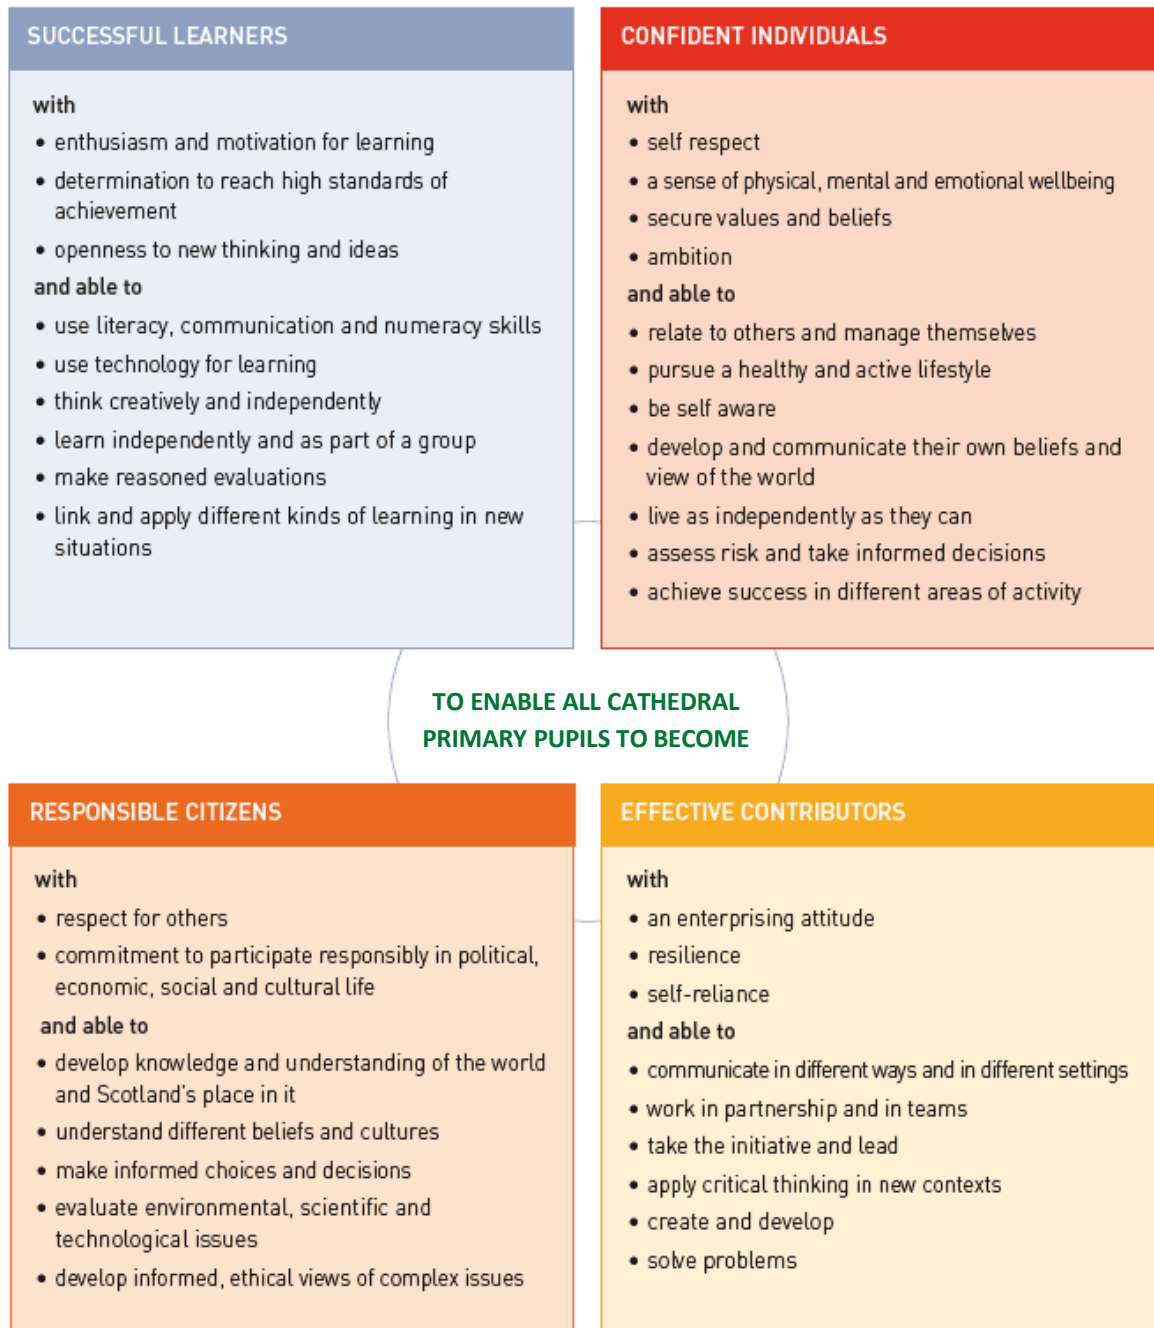 SUCCESSFUL LEARNERS
with
• enthusiasm and motivation for learning
• determination to reach high standards of
achievement
• openness to new thinking and ideas
and able to
• use literacy, communication and numeracy skills
• use technology for learning
• think creatively and independently
• learn independently and as part of a group
• make reasoned evaluations
• link and apply different kinds of learning in new
situations
CONFIDENT INDIVIDUALS
with
• self respect
• a sense of physical, mental and emotional wellbeing
• secure values and beliefs
• ambition
and able to
• relate to others and manage themselves
• pursue a healthy and active lifestyle
• be self aware
• develop and communicate their own beliefs and
view of the world
• live as independently as they can
• assess risk and take informed decisions
• achieve success in different areas of activity
TO ENABLE ALL CATHEDRAL
PRIMARY PUPILS TO BECOME
RESPONSIBLE CITIZENS
with
• respect for others
• commitment to participate responsibly in political,
economic, social and cultural life
and able to
• develop knowledge and understanding of the world
and Scotland's place in it
• understand different beliefs and cultures
• make informed choices and decisions
• evaluate environmental, scientific and
technological issues
• develop informed, ethical views of complex issues
EFFECTIVE CONTRIBUTORS
with
• an enterprising attitude
• resilience
• self-reliance
and able to
• communicate in different ways and in different settings
• work in partnership and in teams
• take the initiative and lead
• apply critical thinking in new contexts
• create and develop
• solve problems